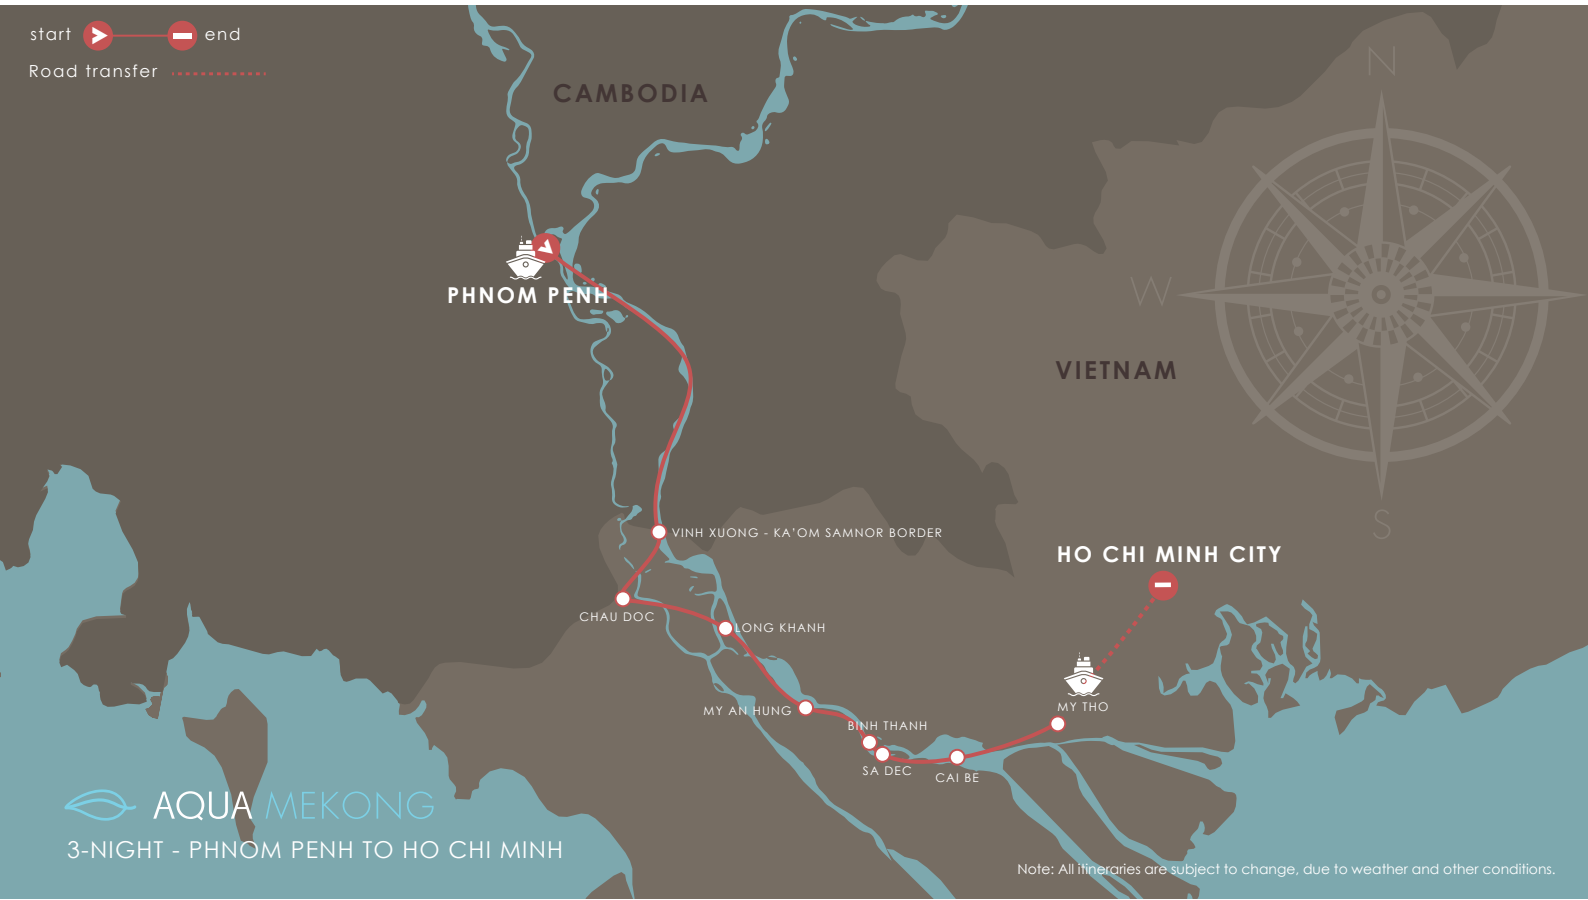 start
end
Road transfer
CAMBODIA
N
W
PHNOM PENH
VIETNAM
S
VINH XUONG - KA'OM SAMNOR BORDER
HO CHI MINH CITY
CHAU DOC
LONG KHANH
MY THO
MY AN HUNG
BINH THANH
SA DEC
CAI BE
AQUA MEKONG
3-NIGHT - PHNOM PENH TO HO CHI MINH
Note: All itineraries are subject to change, due to weather and other conditions.